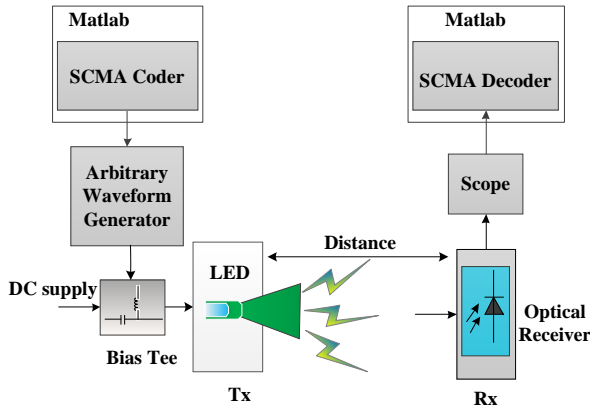 Matlab
SCMA Coder
Arbitrary
Waveform
Generator
DC supply
Bias Tee
LED
Tx
Distance
Matlab
SCMA Decoder
Scope
Optical
Receiver
Rx